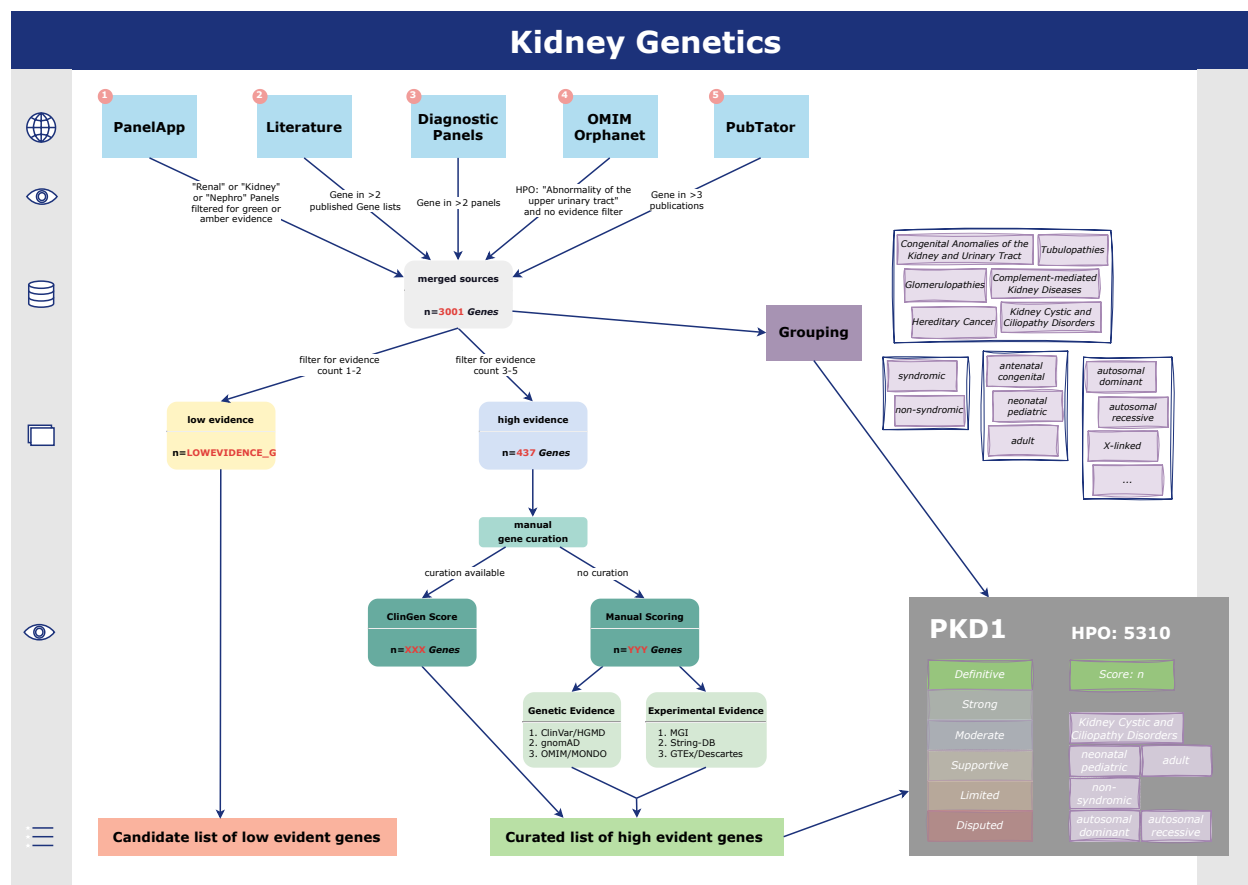 Kidney Genetics
1
PanelApp
2
Literature
3
Diagnostic
Panels
4
OMIM
Orphanet
5
PubTator
"Renal" or "Kidney"
or "Nephro" Panels
filtered for green or
amber evidence
Gene in >2
published Gene lists
Gene in >2 panels
HPO: "Abnormality of the
upper urinary tract"
and no evidence filter
Gene in >3
publications
merged sources
n=3001 Genes
Grouping
Congenital Anomalies of the
Kidney and Urinary Tract
Tubulopathies
Glomerulopathies
Complement-mediated
Kidney Diseases
Hereditary Cancer
Kidney Cystic and
Ciliopathy Disorders
syndromic
non-syndromic
antenatal
congenital
neonatal
pediatric
adult
autosomal
dominant
autosomal
recessive
X-linked
...
filter for evidence
count 1-2
filter for evidence
count 3-5
low evidence
n=LOWEVIDENCE_G
high evidence
n=437 Genes
manual
gene curation
curation available
no curation
ClinGen Score
n=XXX Genes
Manual Scoring
n=YYY Genes
Genetic Evidence
1. ClinVar/HGMD
2. gnomAD
3. OMIM/MONDO
Experimental Evidence
1. MGI
2. String-DB
3. GTEx/Descartes
Candidate list of low evident genes
Curated list of high evident genes
PKD1
HPO: 5310
Definitive
Strong
Moderate
Supportive
Limited
Disputed
Score: n
Kidney Cystic and
Ciliopathy Disorders
neonatal
pediatric
adult
non-
syndromic
autosomal
dominant
autosomal
recessive